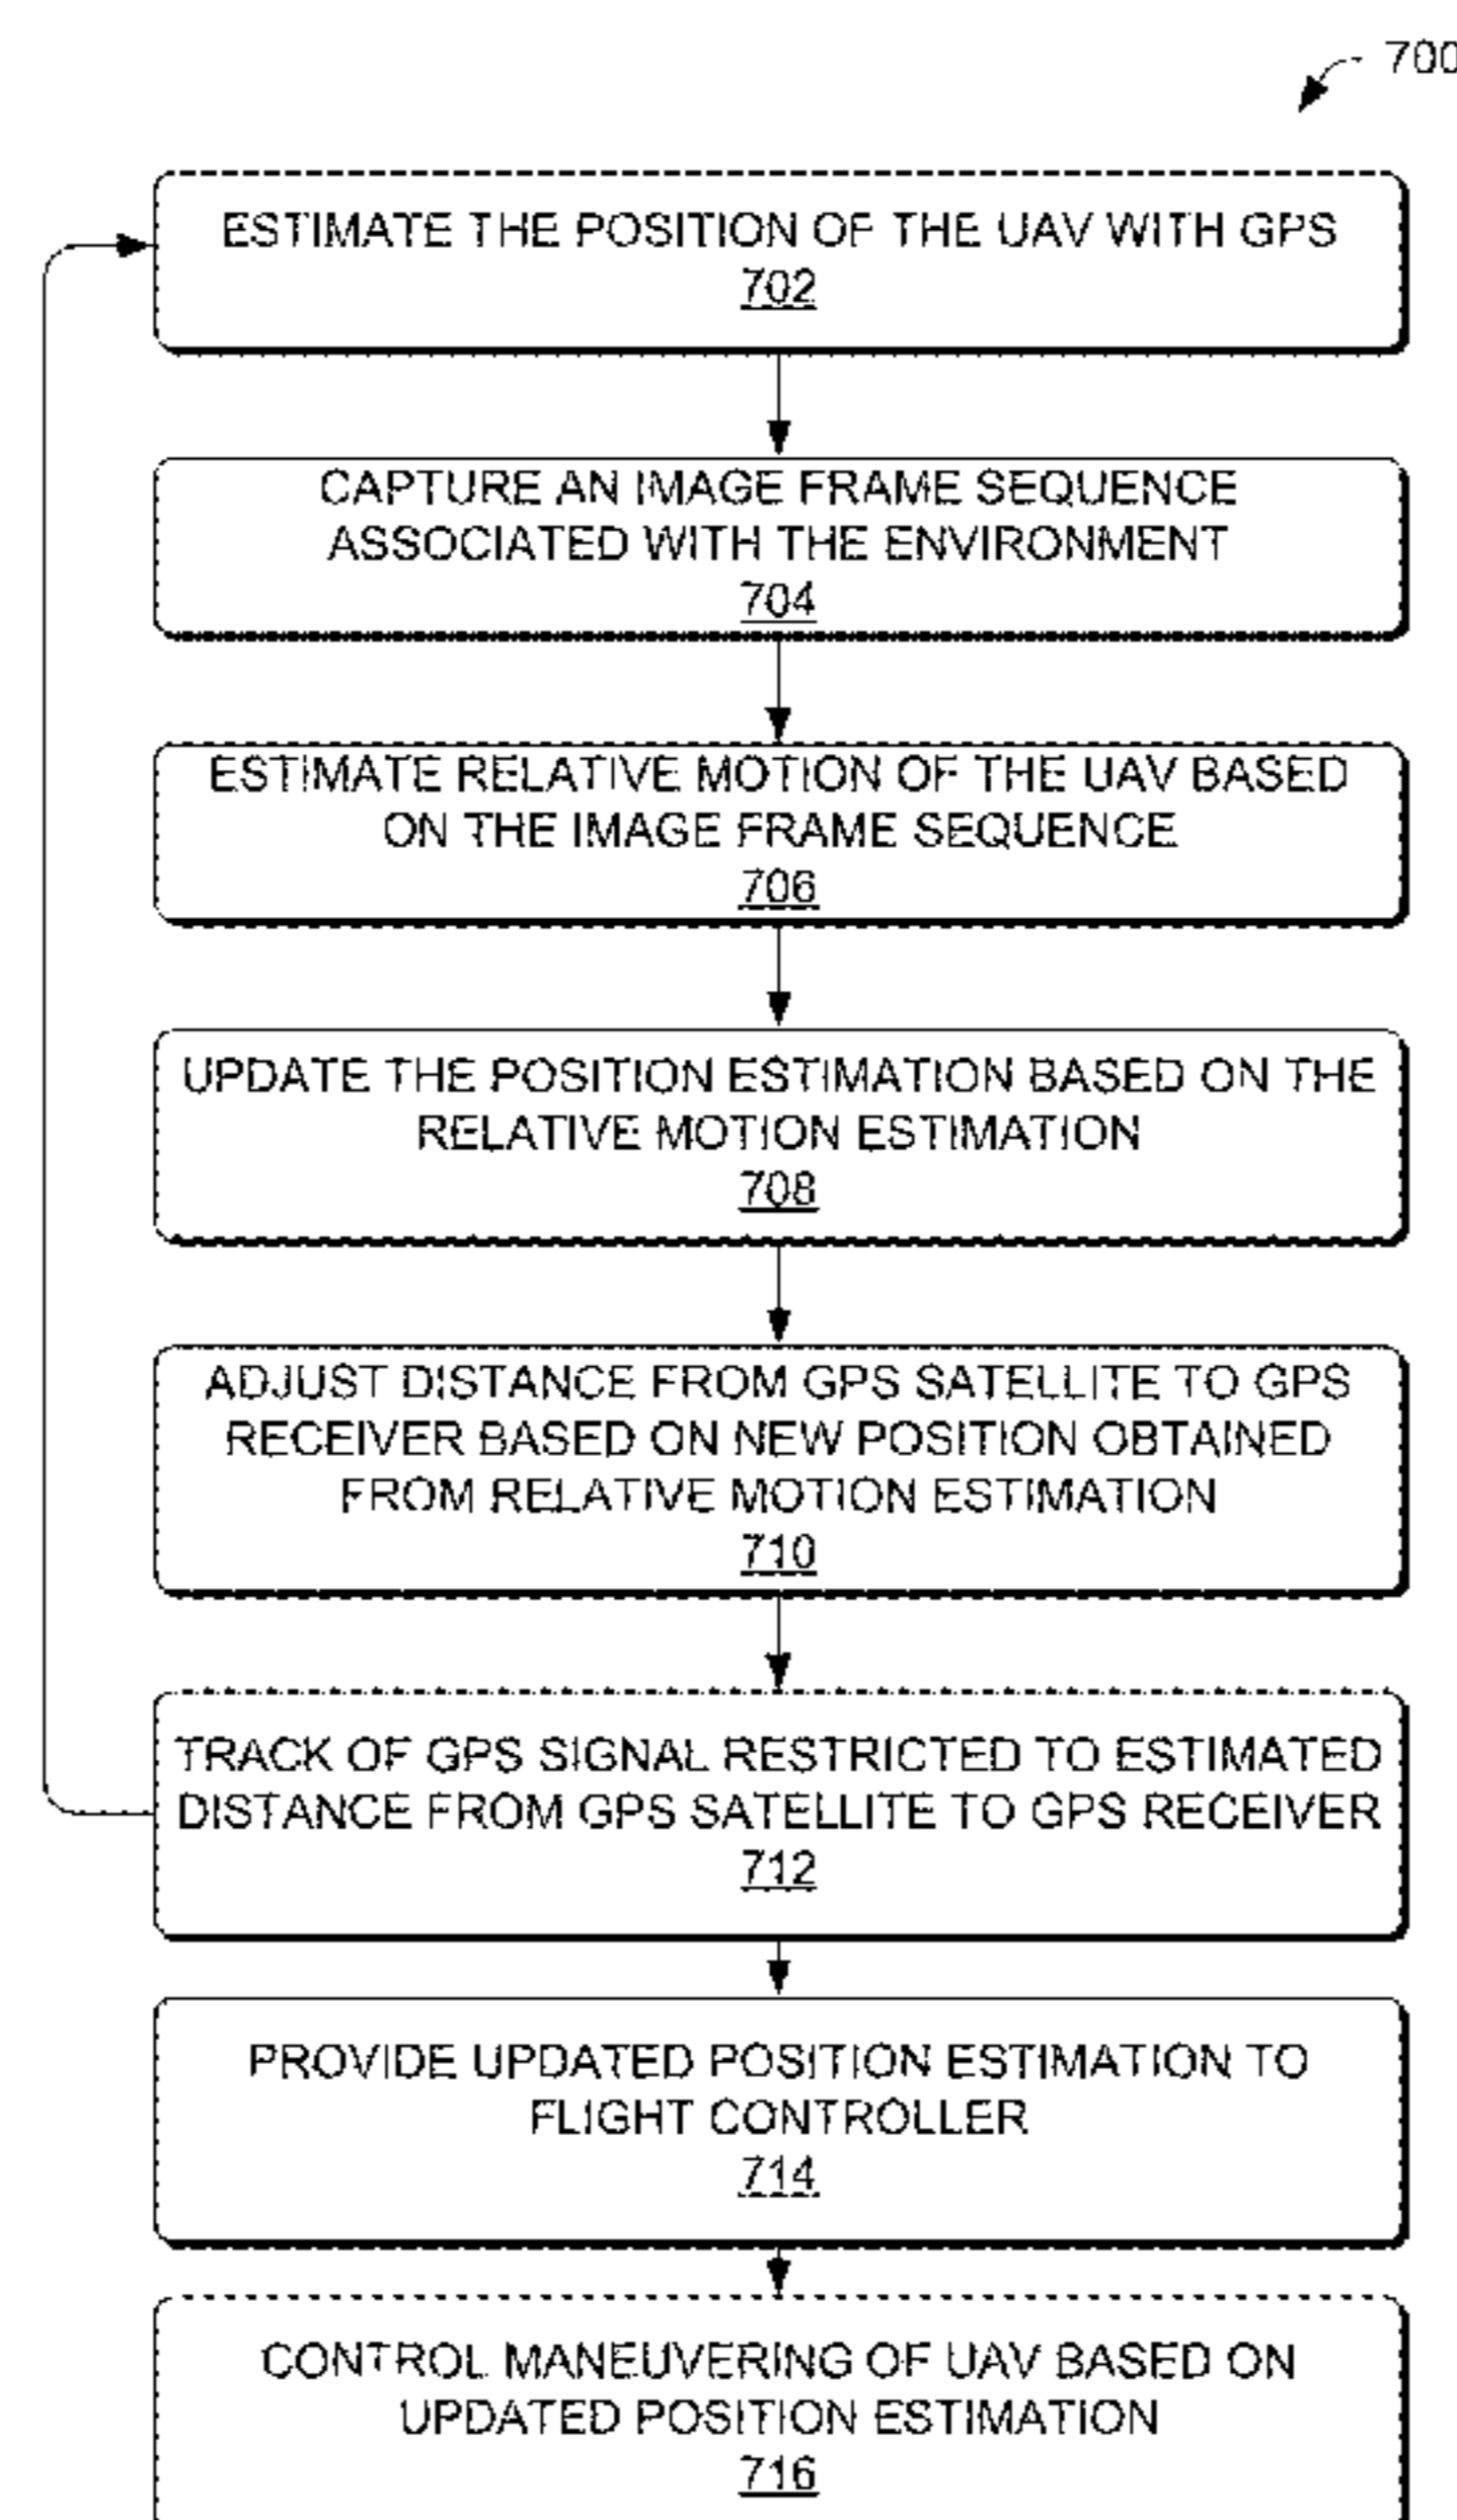 700
ESTIMATE THE POSITION OF THE UAV WITH GPS
702
CAPTURE AN IMAGE FRAME SEQUENCE
ASSOCIATED WITH THE ENVIRONMENT
704
ESTIMATE RELATIVE MOTION OF THE UAV BASED
ON THE IMAGE FRAME SEQUENCE
706
UPDATE THE POSITION ESTIMATION BASED ON THE
RELATIVE MOTION ESTIMATION
708
ADJUST DISTANCE FROM GPS SATELLITE TO GPS
RECEIVER BASED ON NEW POSITION OBTAINED
FROM RELATIVE MOTION ESTIMATION
710
TRACK OF GPS SIGNAL RESTRICTED TO ESTIMATED
DISTANCE FROM GPS SATELLITE TO GPS RECEIVER
712
PROVIDE UPDATED POSITION ESTIMATION TO
FLIGHT CONTROLLER
714
CONTROL MANEUVERING OF UAV BASED ON
UPDATED POSITION ESTIMATION
716